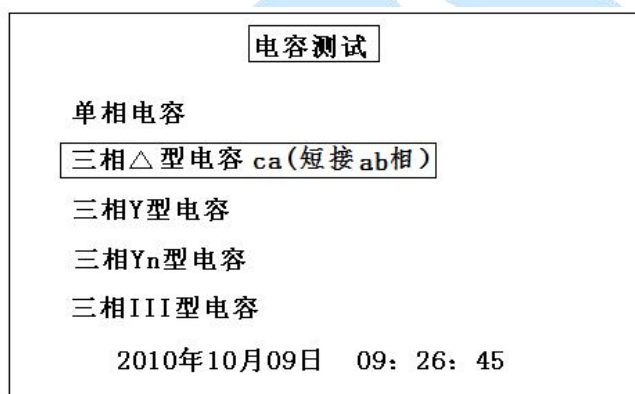 电容测试
单相电容
三相△型电容 ca(短接ab相)
三相Y型电容
三相Yn型电容
三相III型电容
2010年10月09日 09: 26: 45